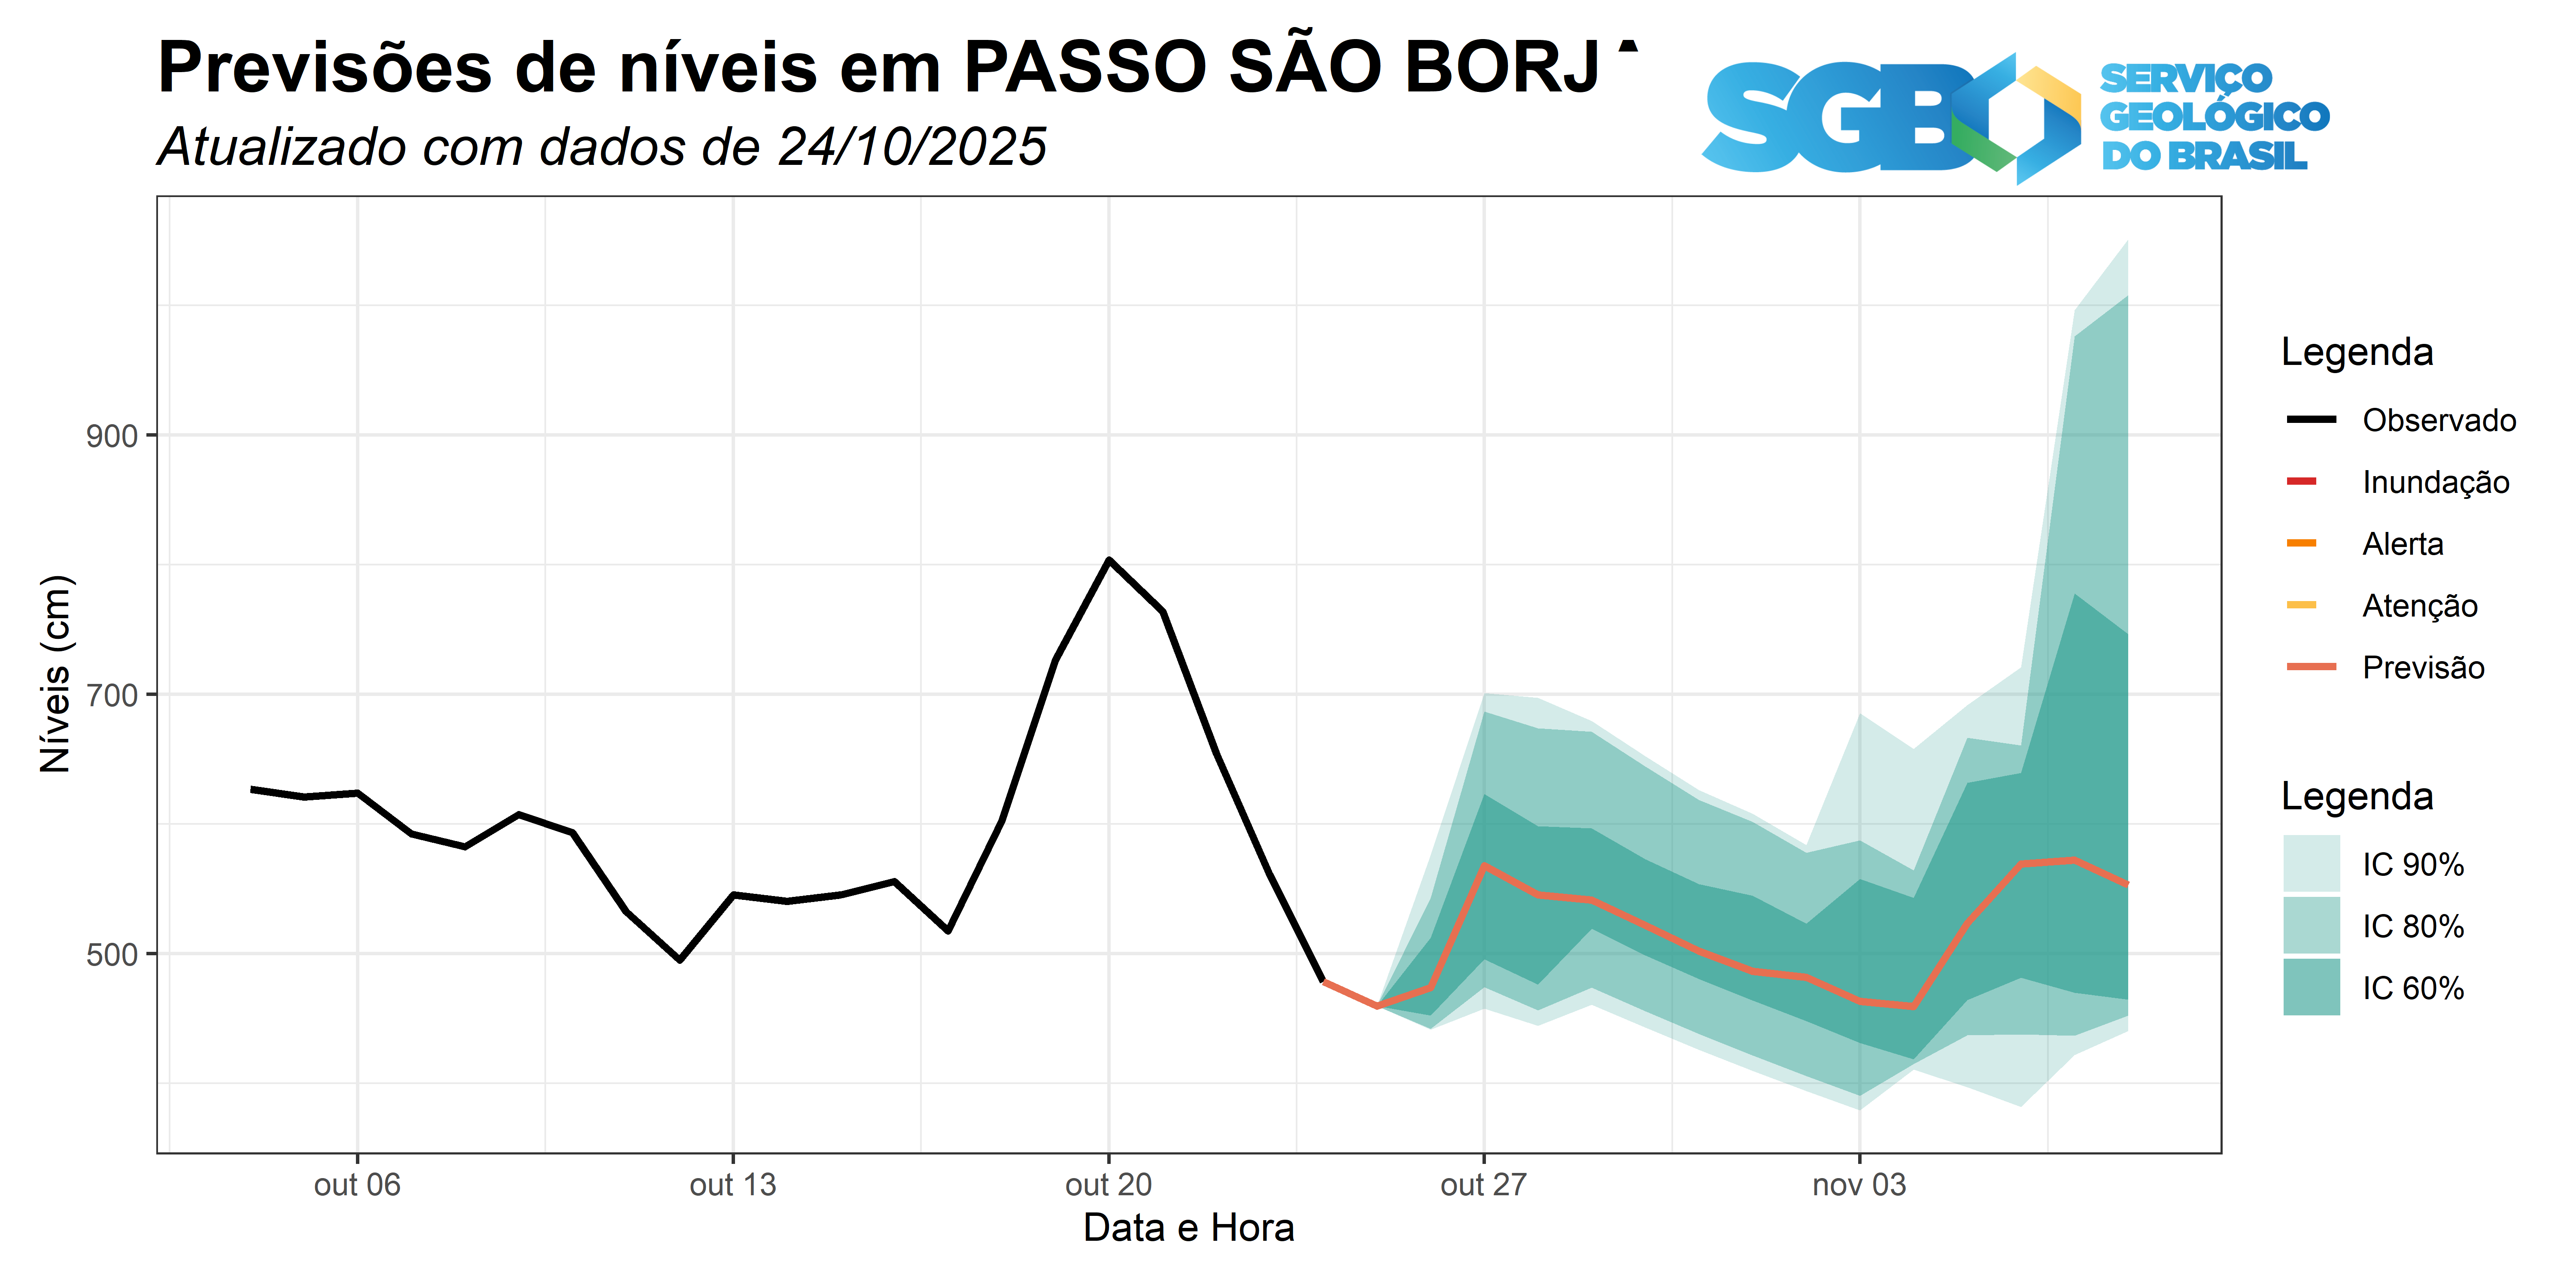 Previsões de níveis em PASSO SÃO BORJ
Atualizado com dados de 24/10/2025
SGB
SERVIÇO
GEOLÓGICO
DO BRASIL
Níveis (cm)
900
700
500
out 06
out 13
out 20
out 27
nov 03
Data e Hora
Legenda
Observado
Inundação
Alerta
Atenção
Previsão
Legenda
IC 90%
IC 80%
IC 60%